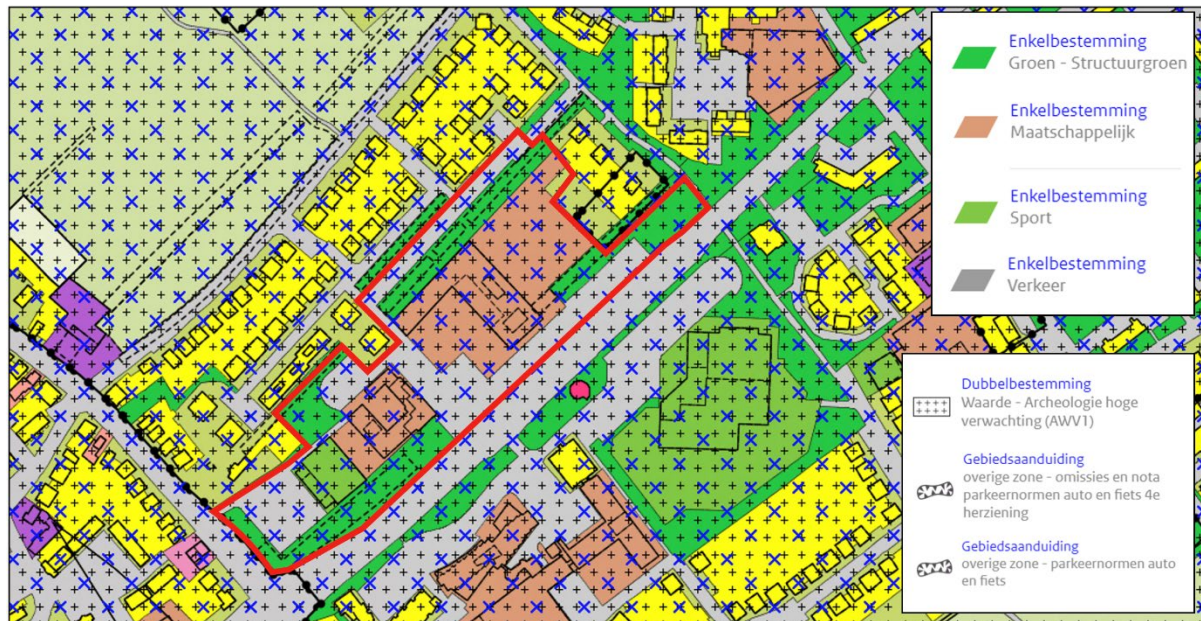 Enkelbestemming
Groen - Structuurgroen
Enkelbestemming
Maatschappelijk
Enkelbestemming
Sport
Enkelbestemming
Verkeer
Dubbelbestemming
Waarde - Archeologie hoge
verwachting (AWV1)
Gebiedsaanduiding
overige zone - omissies en nota
parkeernormen auto en fiets 4e
herziening
Gebiedsaanduiding
overige zone - parkeernormen auto
en fiets